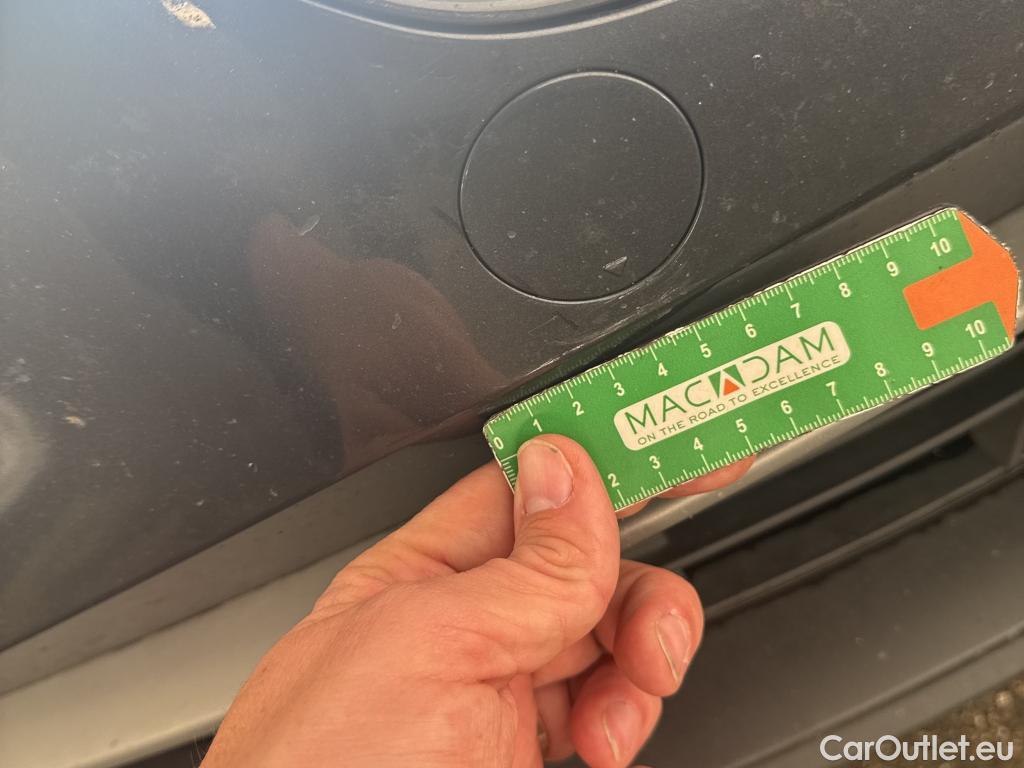 0 1 2 3 4 5 6 7 8 9 10
MACADAM
ON THE ROAD TO EXCELLENCE
2 3 4 5 6 7 8 9 10
CarOutlet.eu